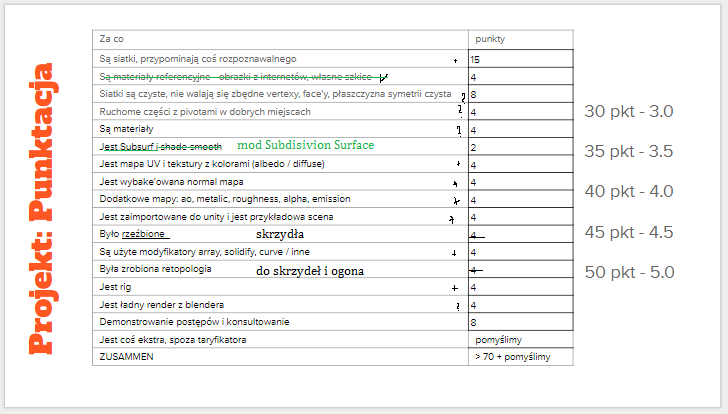 Projekt: Punktacja
Za co punkty
Są siatki, przypominają coś rozpoznawalnego + 15
Są materiały referencyjne - obrazki z internetów, własne szkice 4
Siatki są czyste, nie walają się zbędne vertexy, face'y, płaszczyzna symetrii czysta ? 8
Ruchome części z pivotami w dobrych miejscach ? 4
Są materiały ? 4
Jest Subsurf i shade smooth mod Subdisivion Surface 2
Jest mapa UV i tekstury z kolorami (albedo / diffuse) + 4
Jest wybake'owana normal mapa 4
Dodatkowe mapy: ao, metalic, roughness, alpha, emission 4
Jest zaimportowane do unity i jest przykładowa scena 4
Było rzeźbione skrzydła 4
Są użyte modyfikatory array, solidify, curve / inne + 4
Była zrobiona retopologia do skrzydeł i ogona 4
Jest rig + 4
Jest ładny render z blendera ? 4
Demonstrowanie postępów i konsultowanie 8
Jest coś ekstra, spoza taryfikatora pomyślimy
ZUSAMMEN > 70 + pomyślimy
30 pkt - 3.0
35 pkt - 3.5
40 pkt - 4.0
45 pkt - 4.5
50 pkt - 5.0